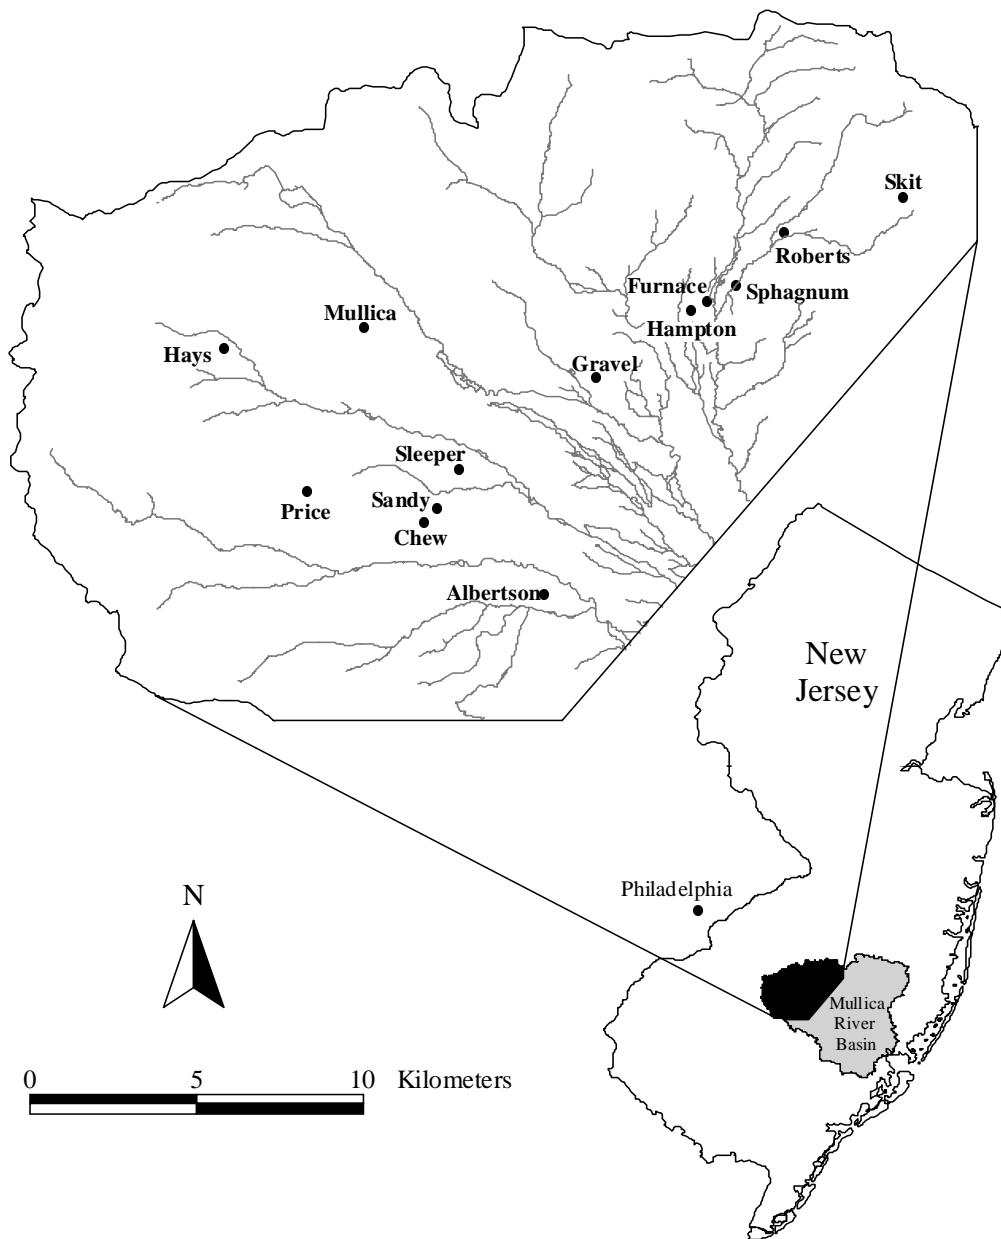 Skit
Roberts
Furnace
Sphagnum
Mullica
Hampton
Hays
Gravel
Sleeper
Price
Sandy
Chew
Albertson
New
Jersey
Philadelphia
N
Mullica
River
Basin
0 5 10 Kilometers